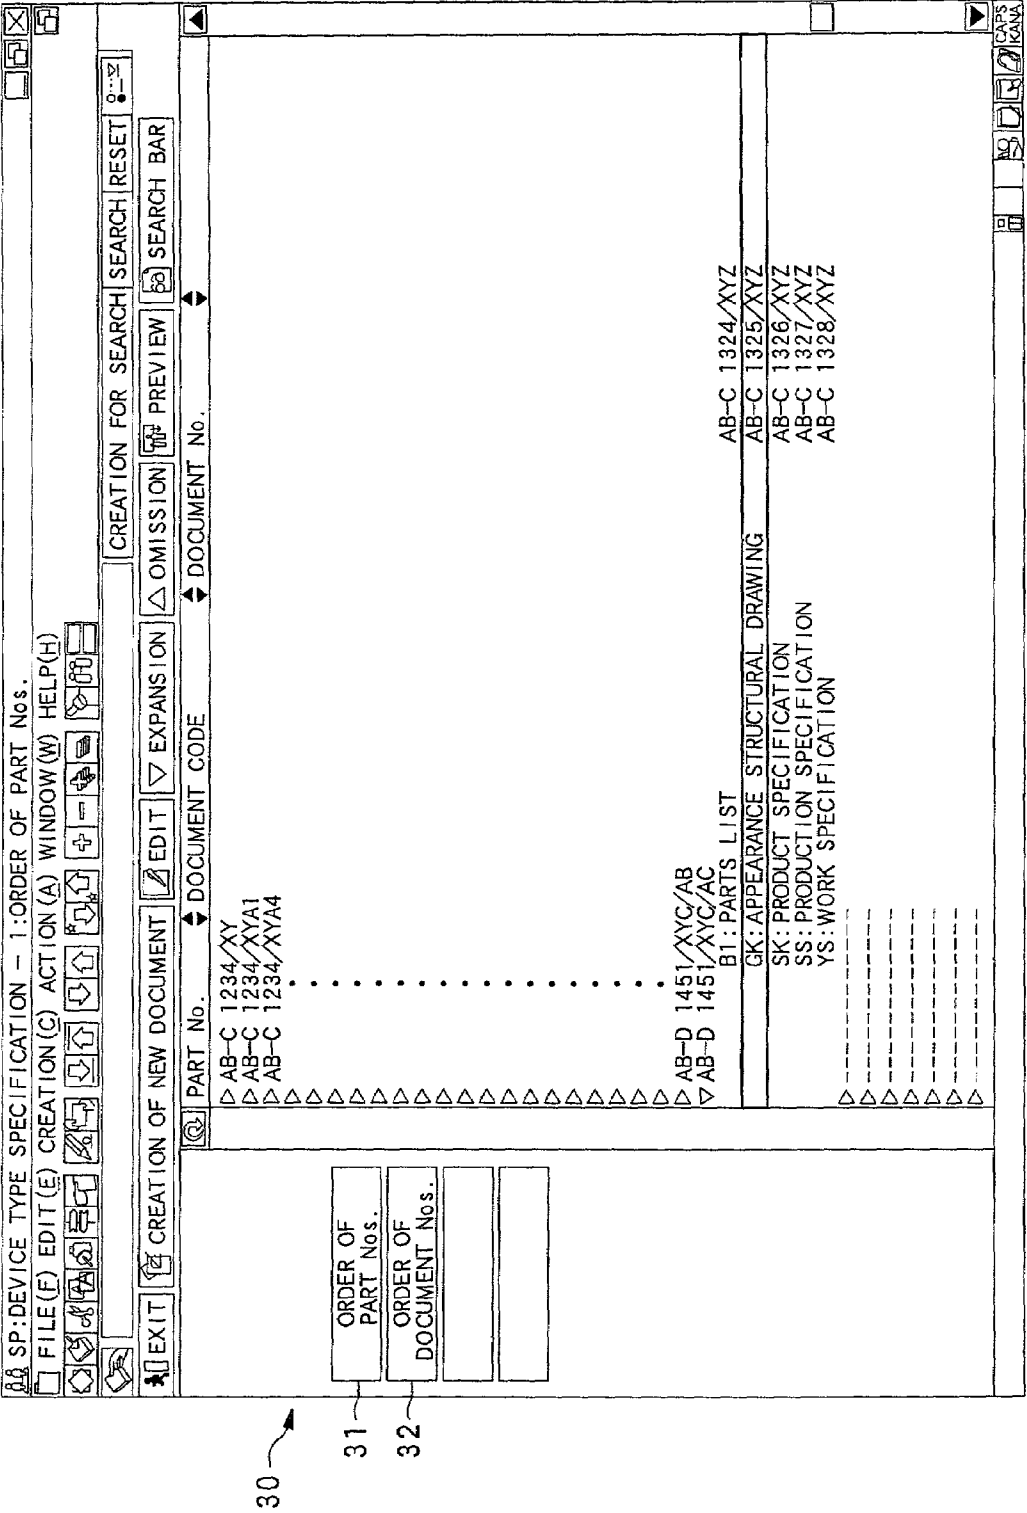 SP:DEVICE TYPE SPECIFICATION - 1:ORDER OF PART Nos.
FILE(F) EDIT(E) CREATION(C) ACTION(A) WINDOW(W) HELP(H)
CREATION FOR SEARCH SEARCH RESET
EXIT CREATION OF NEW DOCUMENT EDIT ▽ EXPANSION △ OMISSION PREVIEW SEARCH BAR
PART No. DOCUMENT CODE DOCUMENT No.
▷ AB-C 1234/XY
▷ AB-C 1234/XYA1
▷ AB-C 1234/XYA4
▷ AB-D 1451/XYC/AB
▽ AB-D 1451/XYC/AC
B1:PARTS LIST AB-C 1324/XYZ
GK:APPEARANCE STRUCTURAL DRAWING AB-C 1325/XYZ
SK:PRODUCT SPECIFICATION AB-C 1326/XYZ
SS:PRODUCTION SPECIFICATION AB-C 1327/XYZ
YS:WORK SPECIFICATION AB-C 1328/XYZ
ORDER OF
PART Nos.
ORDER OF
DOCUMENT Nos.
30
31
32
CAPS
KANA